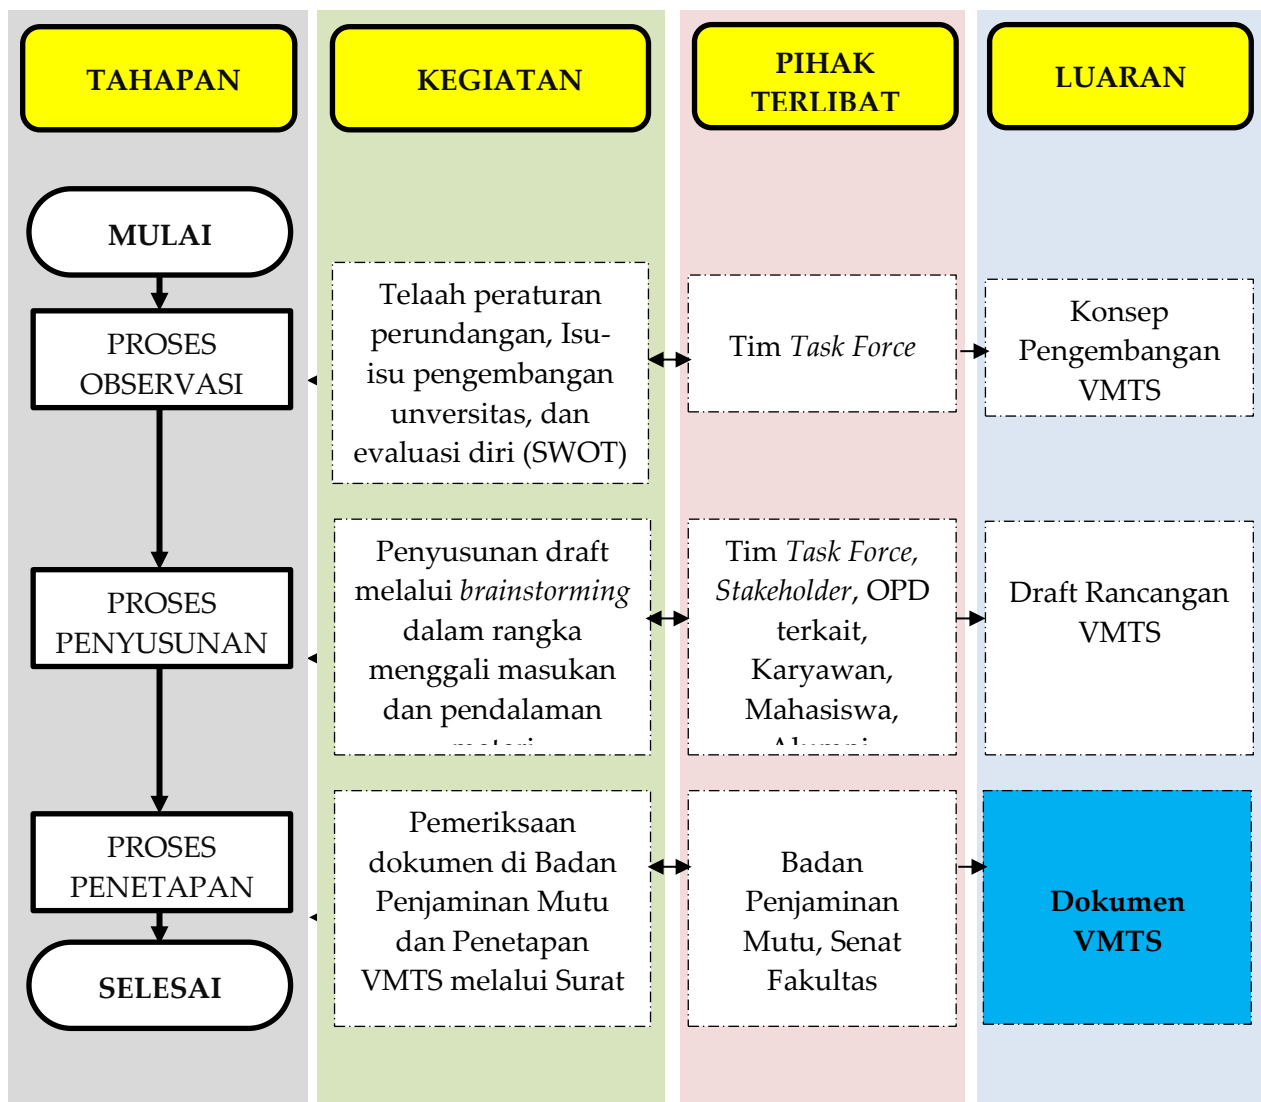 TAHAPAN
KEGIATAN
PIHAK
TERLIBAT
LUARAN
MULAI
PROSES
OBSERVASI
Telaah peraturan
perundangan, Isu-
isu pengembangan
unversitas, dan
evaluasi diri (SWOT)
Tim Task Force
Konsep
Pengembangan
VMTS
PROSES
PENYUSUNAN
Penyusunan draft
melalui brainstorming
dalam rangka
menggali masukan
dan pendalaman
Tim Task Force,
Stakeholder, OPD
terkait,
Karyawan,
Mahasiswa,
Draft Rancangan
VMTS
PROSES
PENETAPAN
Pemeriksaan
dokumen di Badan
Penjaminan Mutu
dan Penetapan
VMTS melalui Surat
Badan
Penjaminan
Mutu, Senat
Fakultas
Dokumen
VMTS
SELESAI